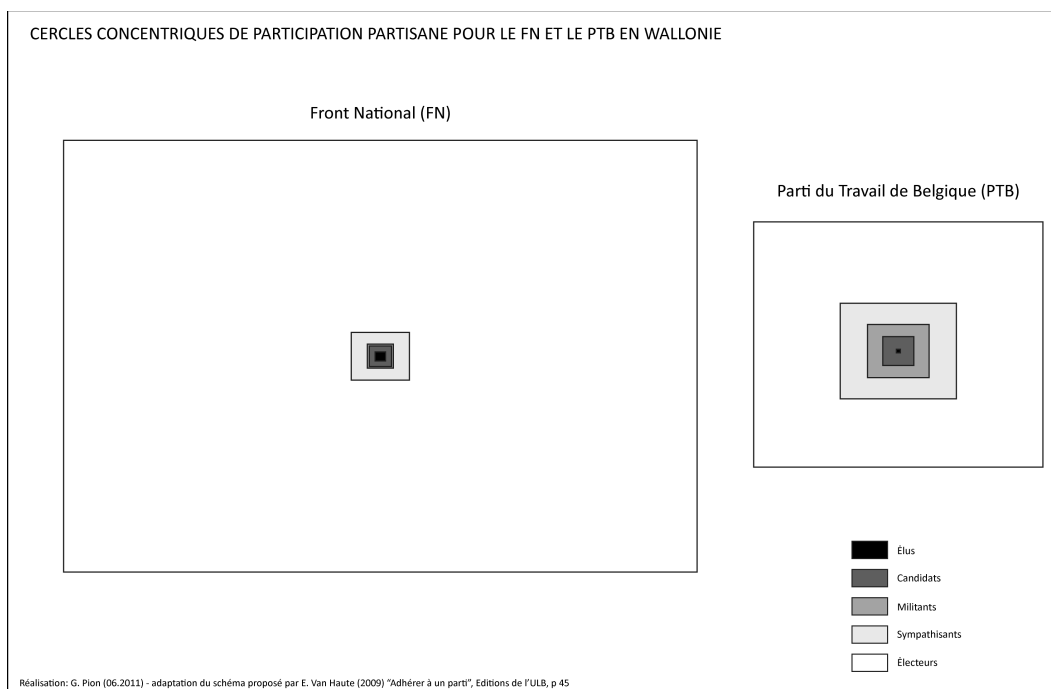 CERCLES CONCENTRIQUES DE PARTICIPATION PARTISANE POUR LE FN ET LE PTB EN WALLONIE
Front National (FN)
Parti du Travail de Belgique (PTB)
Élus
Candidats
Militants
Sympathisants
Électeurs
Réalisation: G. Pion (06.2011) - adaptation du schéma proposé par E. Van Haute (2009) "Adhérer à un parti", Editions de l'ULB, p 45